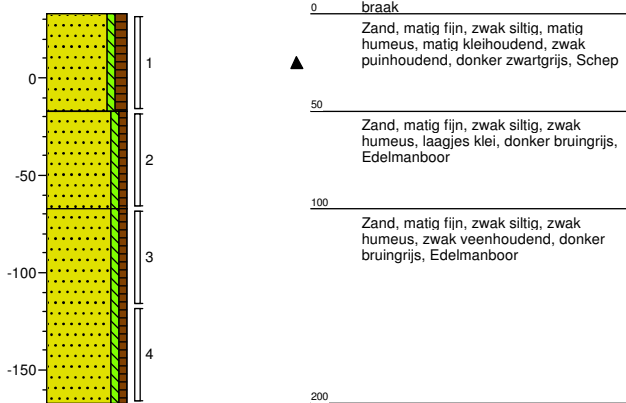 0 braak
Zand, matig fijn, zwak siltig, matig
humeus, matig kleihoudend, zwak
puinhoudend, donker zwartgrijs, Schep
50
Zand, matig fijn, zwak siltig, zwak
humeus, laagjes klei, donker bruingrijs,
Edelmanboor
100
Zand, matig fijn, zwak siltig, zwak
humeus, zwak veenhoudend, donker
bruingrijs, Edelmanboor
200
0
-50
-100
-150
1
2
3
4